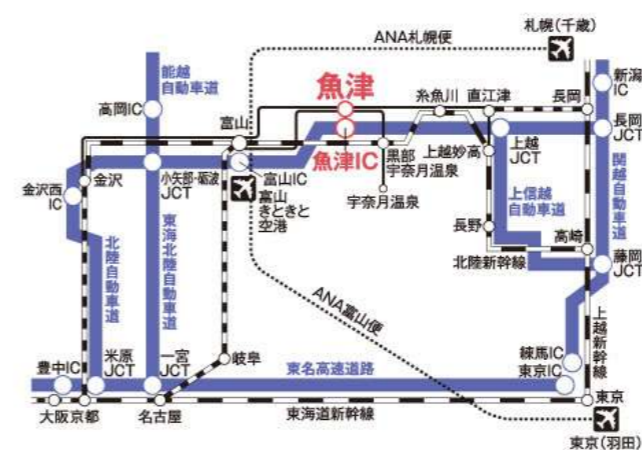 ANA札幌便
札幌(千歳)
能越
自動車道
高岡IC
魚津
魚津IC
富山
糸魚川
直江津
長岡
新潟
IC
長岡
JCT
上越妙高
上越
JCT
黒部
宇奈月温泉
宇奈月温泉
金沢
金沢西
IC
小矢部・砺波
JCT
富山IC
富山
きときと
空港
上信越
自動車道
関越自動車道
長野
高崎
北陸新幹線
藤岡
JCT
北陸自動車道
東海北陸自動車道
ANA富山便
上越新幹線
練馬IC
東京IC
豊中IC
米原
JCT
一宮
JCT
岐阜
東名高速道路
大阪
京都
名古屋
東海道新幹線
東京
東京(羽田)